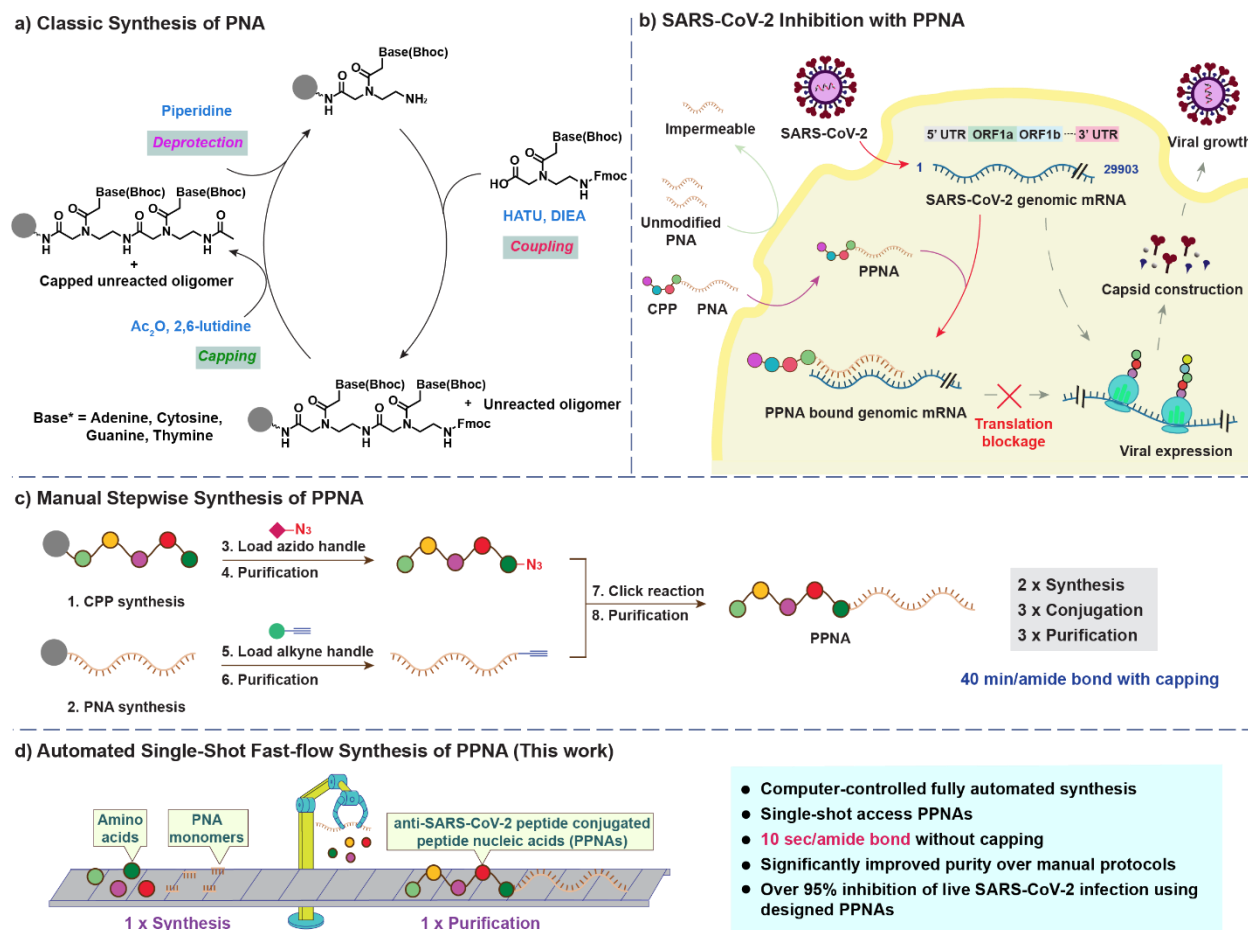 a) Classic Synthesis of PNA
Base(Bhoc)
O
O
N
H
N
NH₂
Piperidine
Deprotection
Base(Bhoc)
O
O
HO
N
N
H
Fmoc
HATU, DIEA
Coupling
Base(Bhoc)
Base(Bhoc)
O
O
O
O
O
N
H
N
N
H
N
N
H
+
Capped unreacted oligomer
Ac₂O, 2,6-lutidine
Capping
Base(Bhoc)
Base(Bhoc)
O
O
O
O
N
H
N
N
H
N
N
H
Fmoc
+ Unreacted oligomer
Base* = Adenine, Cytosine,
Guanine, Thymine
b) SARS-CoV-2 Inhibition with PPNA
Impermeable
SARS-CoV-2
5' UTR ORF1a ORF1b 3' UTR
1
29903
SARS-CoV-2 genomic mRNA
Viral growth
Unmodified
PNA
PPNA
CPP
PNA
Capsid construction
PPNA bound genomic mRNA
Translation
blockage
Viral expression
c) Manual Stepwise Synthesis of PPNA
N₃
3. Load azido handle
4. Purification
N₃
1. CPP synthesis
5. Load alkyne handle
6. Purification
2. PNA synthesis
7. Click reaction
8. Purification
PPNA
2 x Synthesis
3 x Conjugation
3 x Purification
40 min/amide bond with capping
d) Automated Single-Shot Fast-flow Synthesis of PPNA (This work)
Amino
acids
PNA
monomers
anti-SARS-CoV-2 peptide conjugated
peptide nucleic acids (PPNAs)
1 x Synthesis
1 x Purification
● Computer-controlled fully automated synthesis
● Single-shot access PPNAs
● 10 sec/amide bond without capping
● Significantly improved purity over manual protocols
● Over 95% inhibition of live SARS-CoV-2 infection using
designed PPNAs